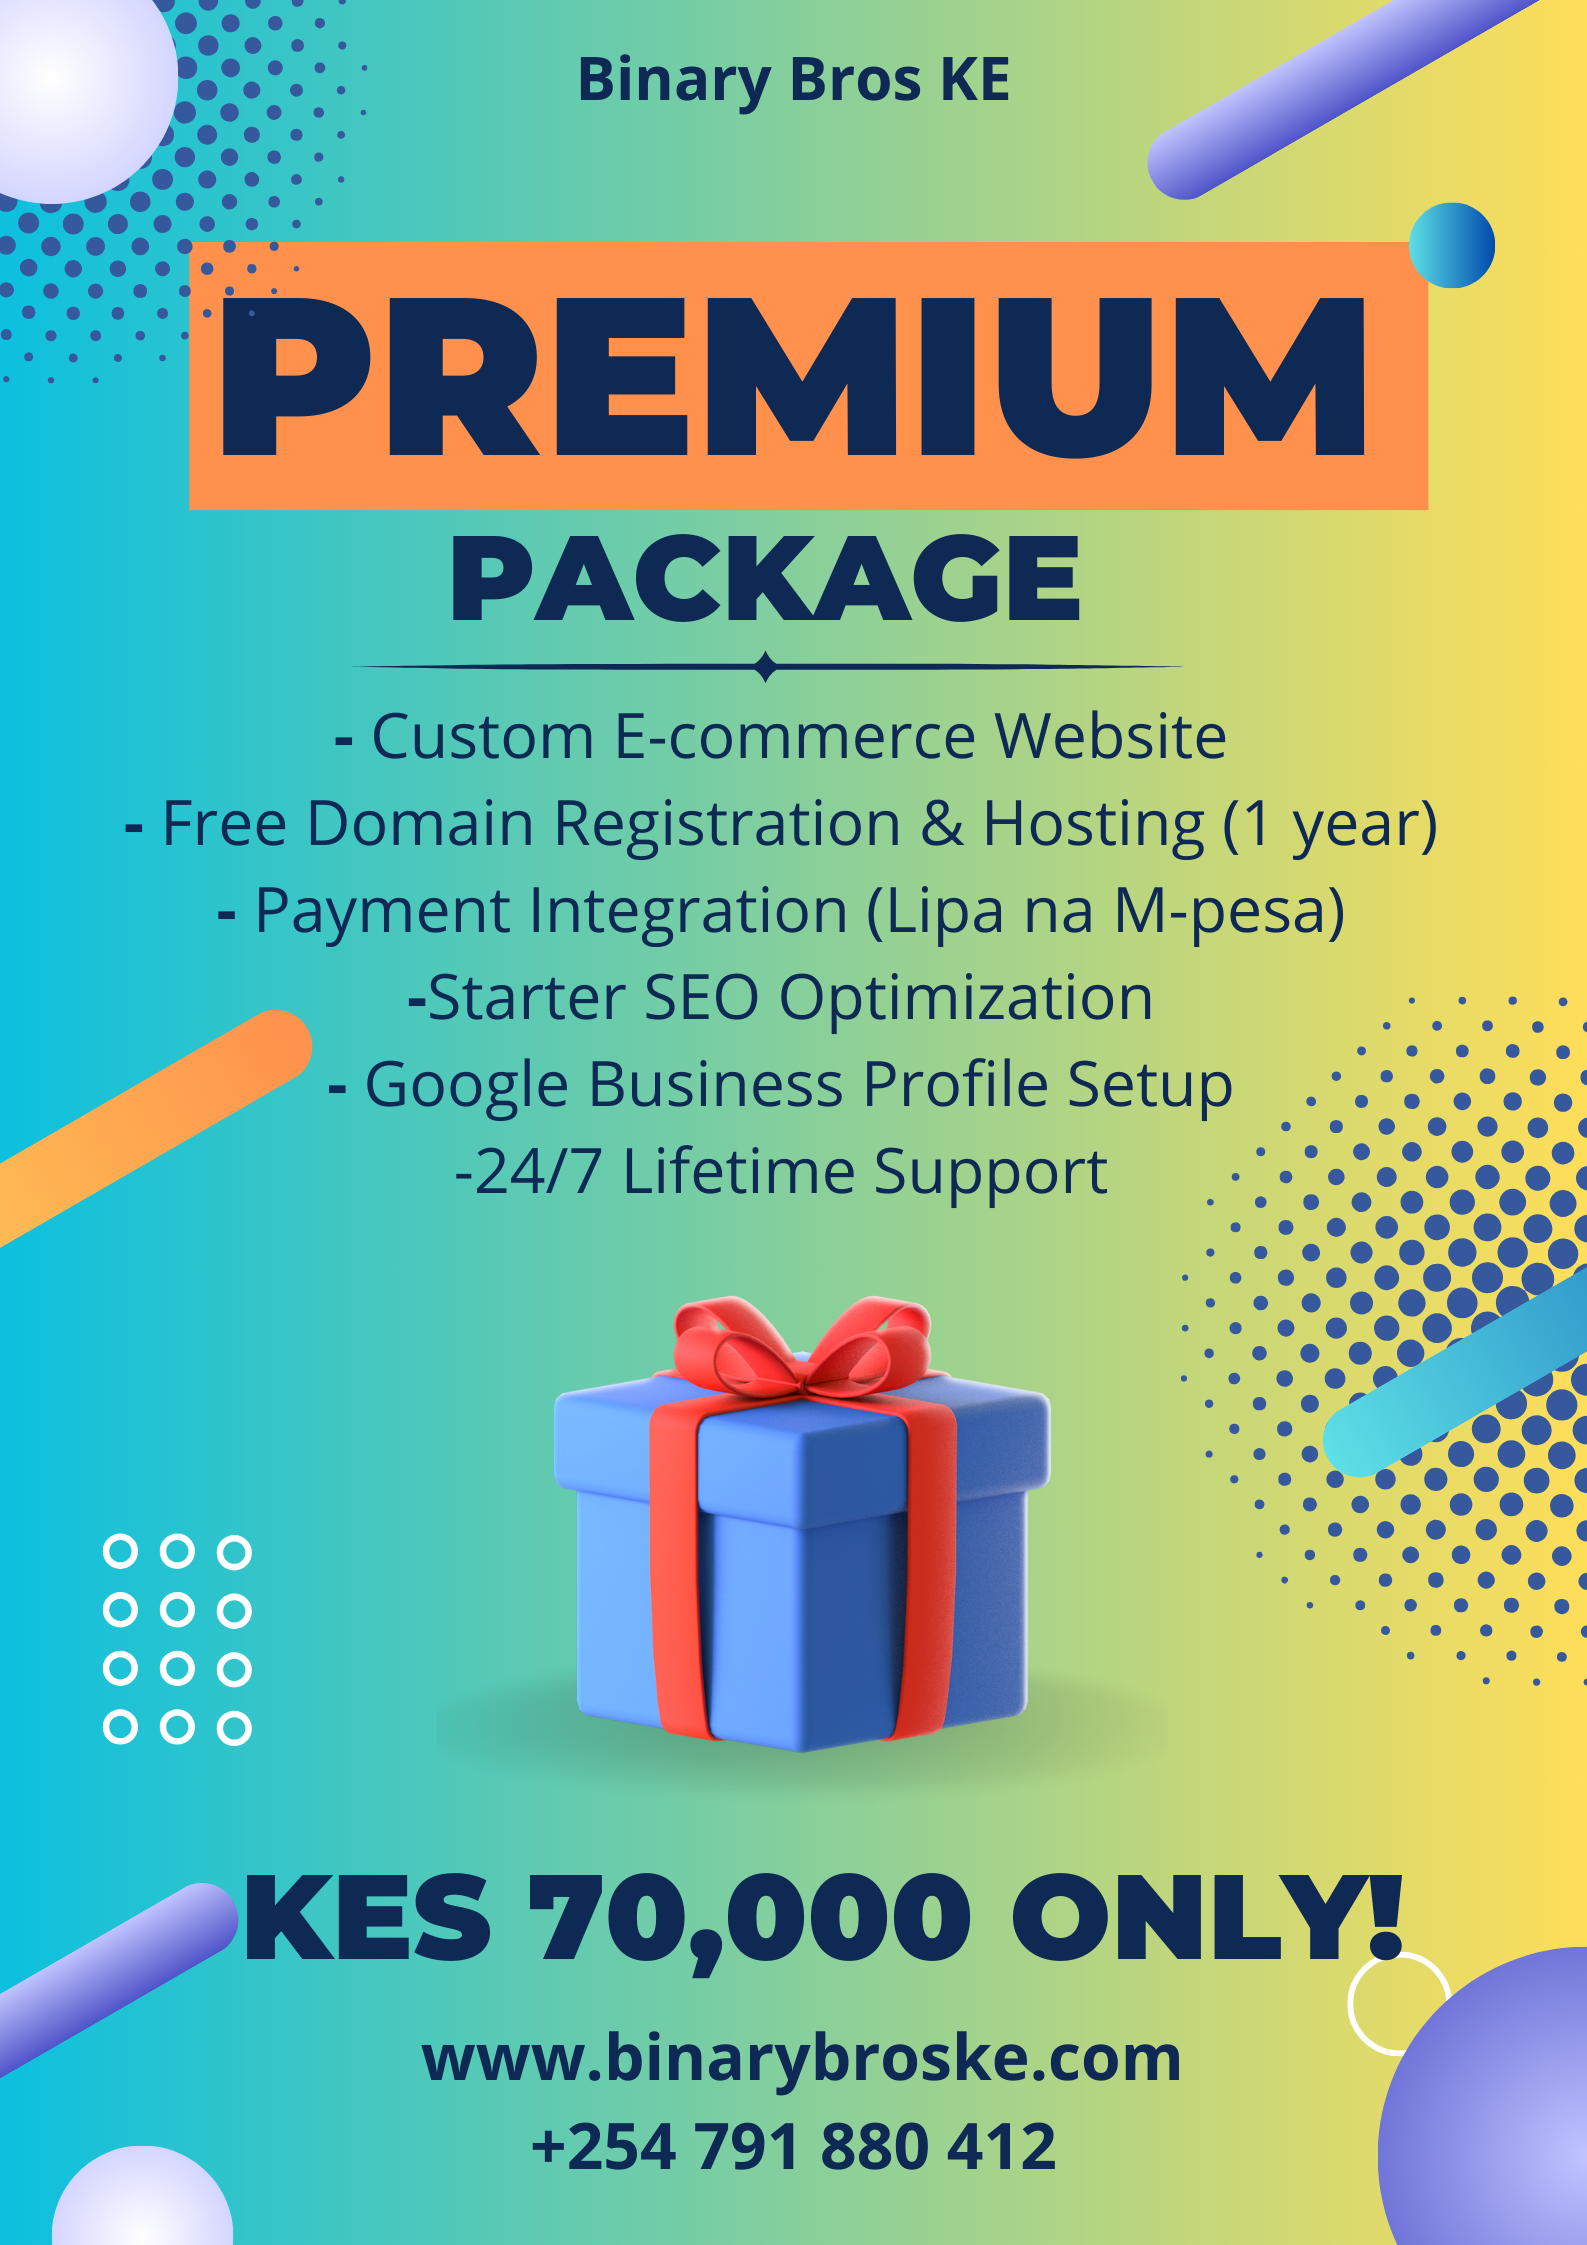 Binary Bros KE
PREMIUM
PACKAGE
- Custom E-commerce Website
- Free Domain Registration & Hosting (1 year)
- Payment Integration (Lipa na M-pesa)
-Starter SEO Optimization
- Google Business Profile Setup
-24/7 Lifetime Support
KES 70,000 ONLY!
www.binarybroske.com
+254 791 880 412